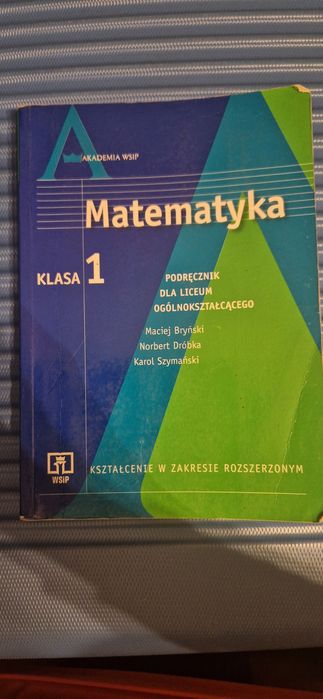 AKADEMIA WSIP
Matematyka
KLASA 1
PODRĘCZNIK
DLA LICEUM
OGÓLNOKSZTAŁCĄCEGO
Maciej Bryński
Norbert Dróbka
Karol Szymański
WSiP
KSZTAŁCENIE W ZAKRESIE ROZSZERZONYM